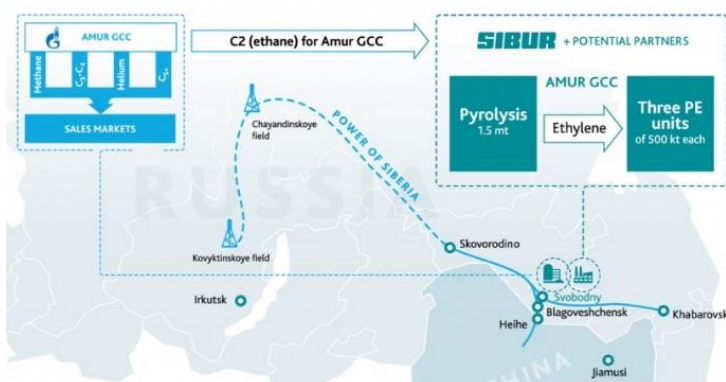 AMUR GCC
Methane
C3-C4
Helium
C5+
SALES MARKETS
C2 (ethane) for Amur GCC
SIBUR + POTENTIAL PARTNERS
AMUR GCC
Pyrolysis
1.5 mt
Ethylene
Three PE
units
of 500 kt each
Chayandinskoye
field
POWER OF SIBERIA
RUSSIA
Kovyktinskoye field
Irkutsk
Skovorodino
Svobodny
Blagoveshchensk
Heihe
Khabarovsk
CHINA
Jiamusi